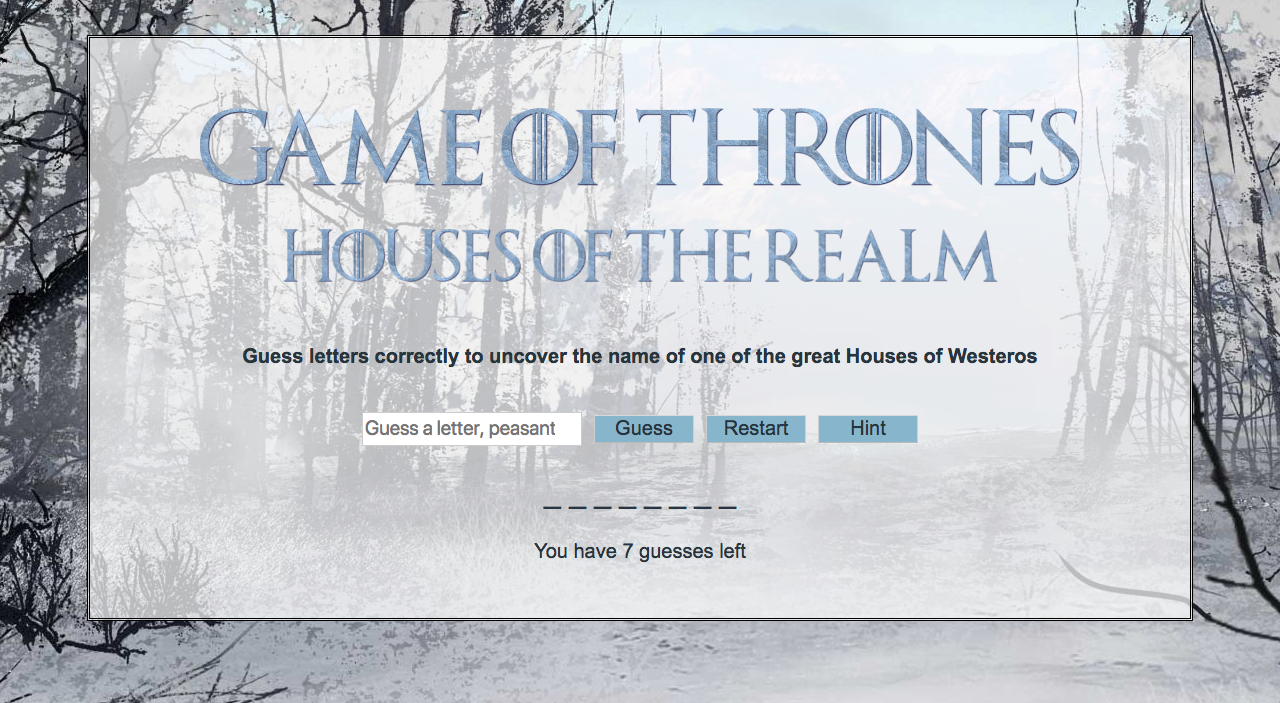 GAME OF THRONES
HOUSES OF THE REALM
Guess letters correctly to uncover the name of one of the great Houses of Westeros
Guess a letter, peasant Guess Restart Hint
_ _ _ _ _ _ _ _
You have 7 guesses left